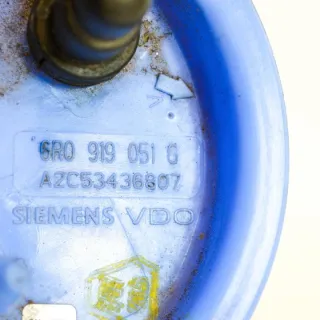 6R0 919 051 G
A2C53436807
SIEMENS VDO